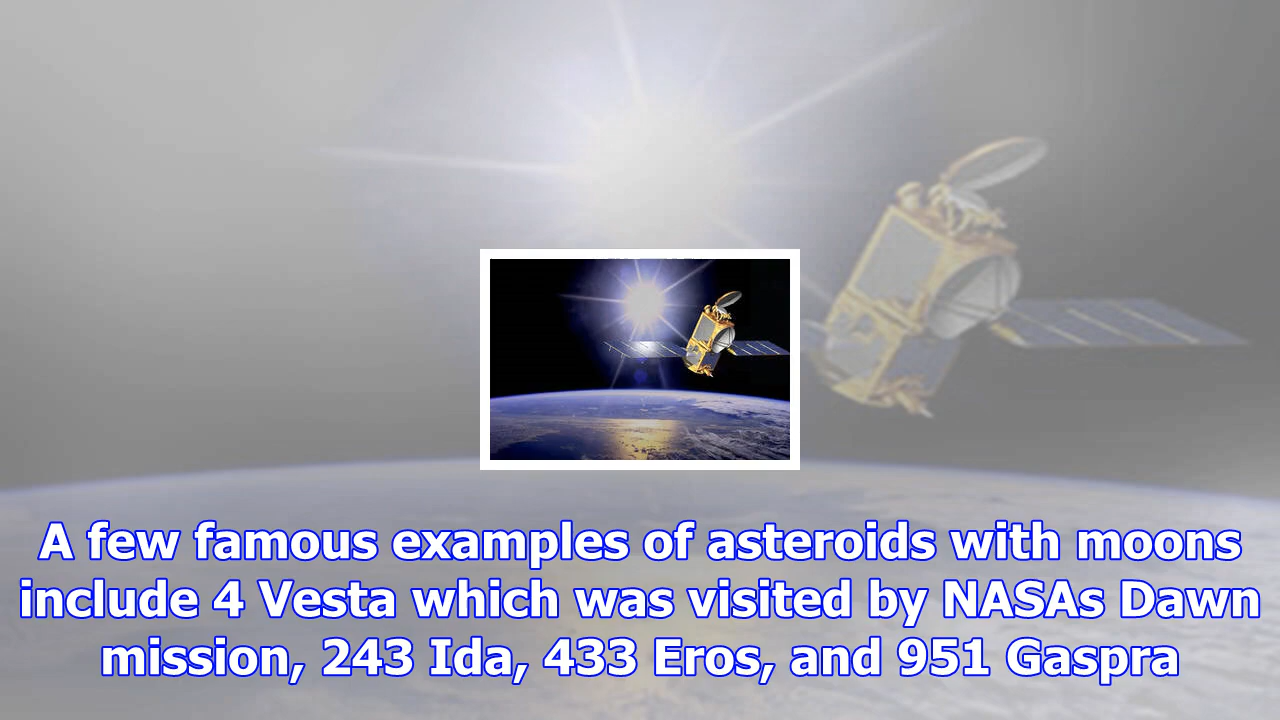 A few famous examples of asteroids with moons
include 4 Vesta which was visited by NASAs Dawn
mission, 243 Ida, 433 Eros, and 951 Gaspra